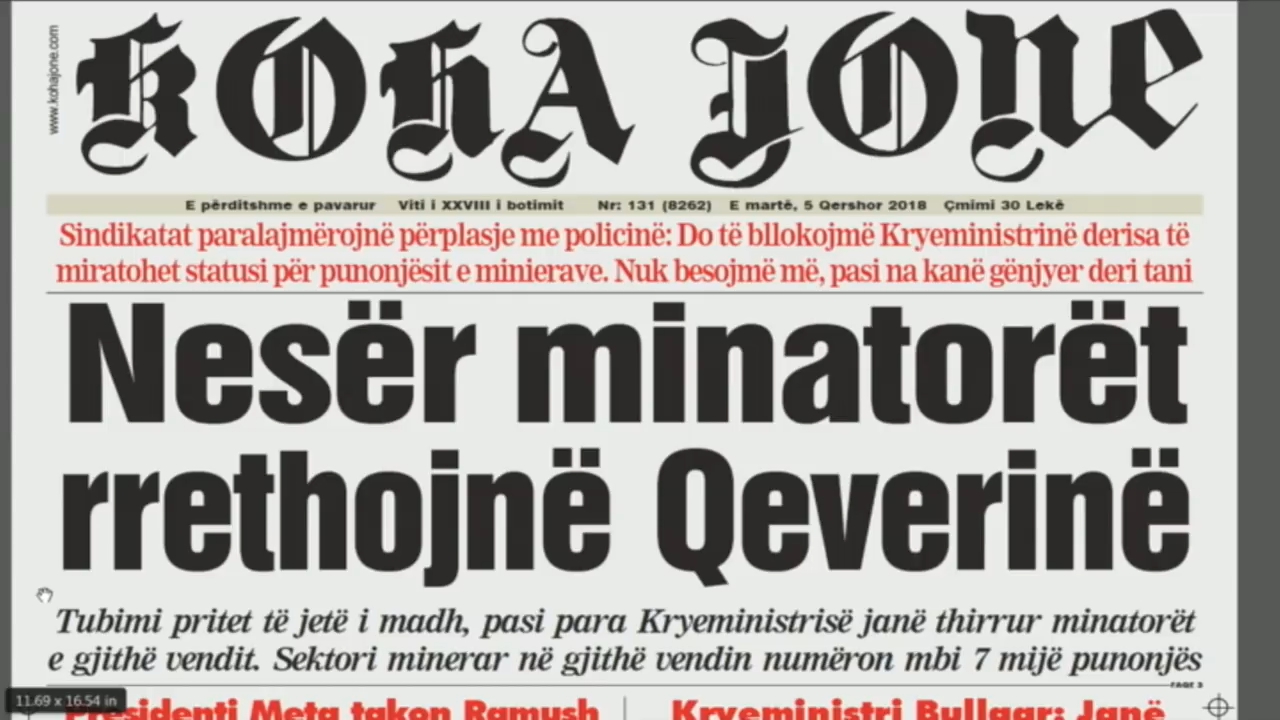 www.kohajone.com
KOHA JONE
E përditshme e pavarur Viti i XXVIII i botimit Nr: 131 (8262) E martë, 5 Qershor 2018 Çmimi 30 Lekë
Sindikatat paralajmërojnë përplasje me policinë: Do të bllokojmë Kryeministrinë derisa të
miratohet statusi për punonjësit e minierave. Nuk besojmë më, pasi na kanë gënjyer deri tani
Nesër minatorët
rrethojnë Qeverinë
Tubimi pritet të jetë i madh, pasi para Kryeministrisë janë thirrur minatorët
e gjithë vendit. Sektori minerar në gjithë vendin numëron mbi 7 mijë punonjës
FAQE 3
11.69 x 16.54 in
Presidenti Meta takon Ramush
Kryeministri Bullgar: Janë